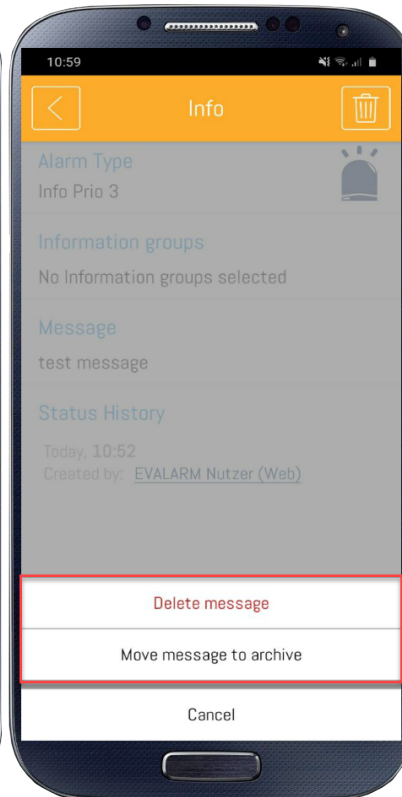 10:59
Info
Alarm Type
Info Prio 3
Information groups
No Information groups selected
Message
test message
Status History
Today, 10:52
Created by: EVALARM Nutzer (Web)
Delete message
Move message to archive
Cancel